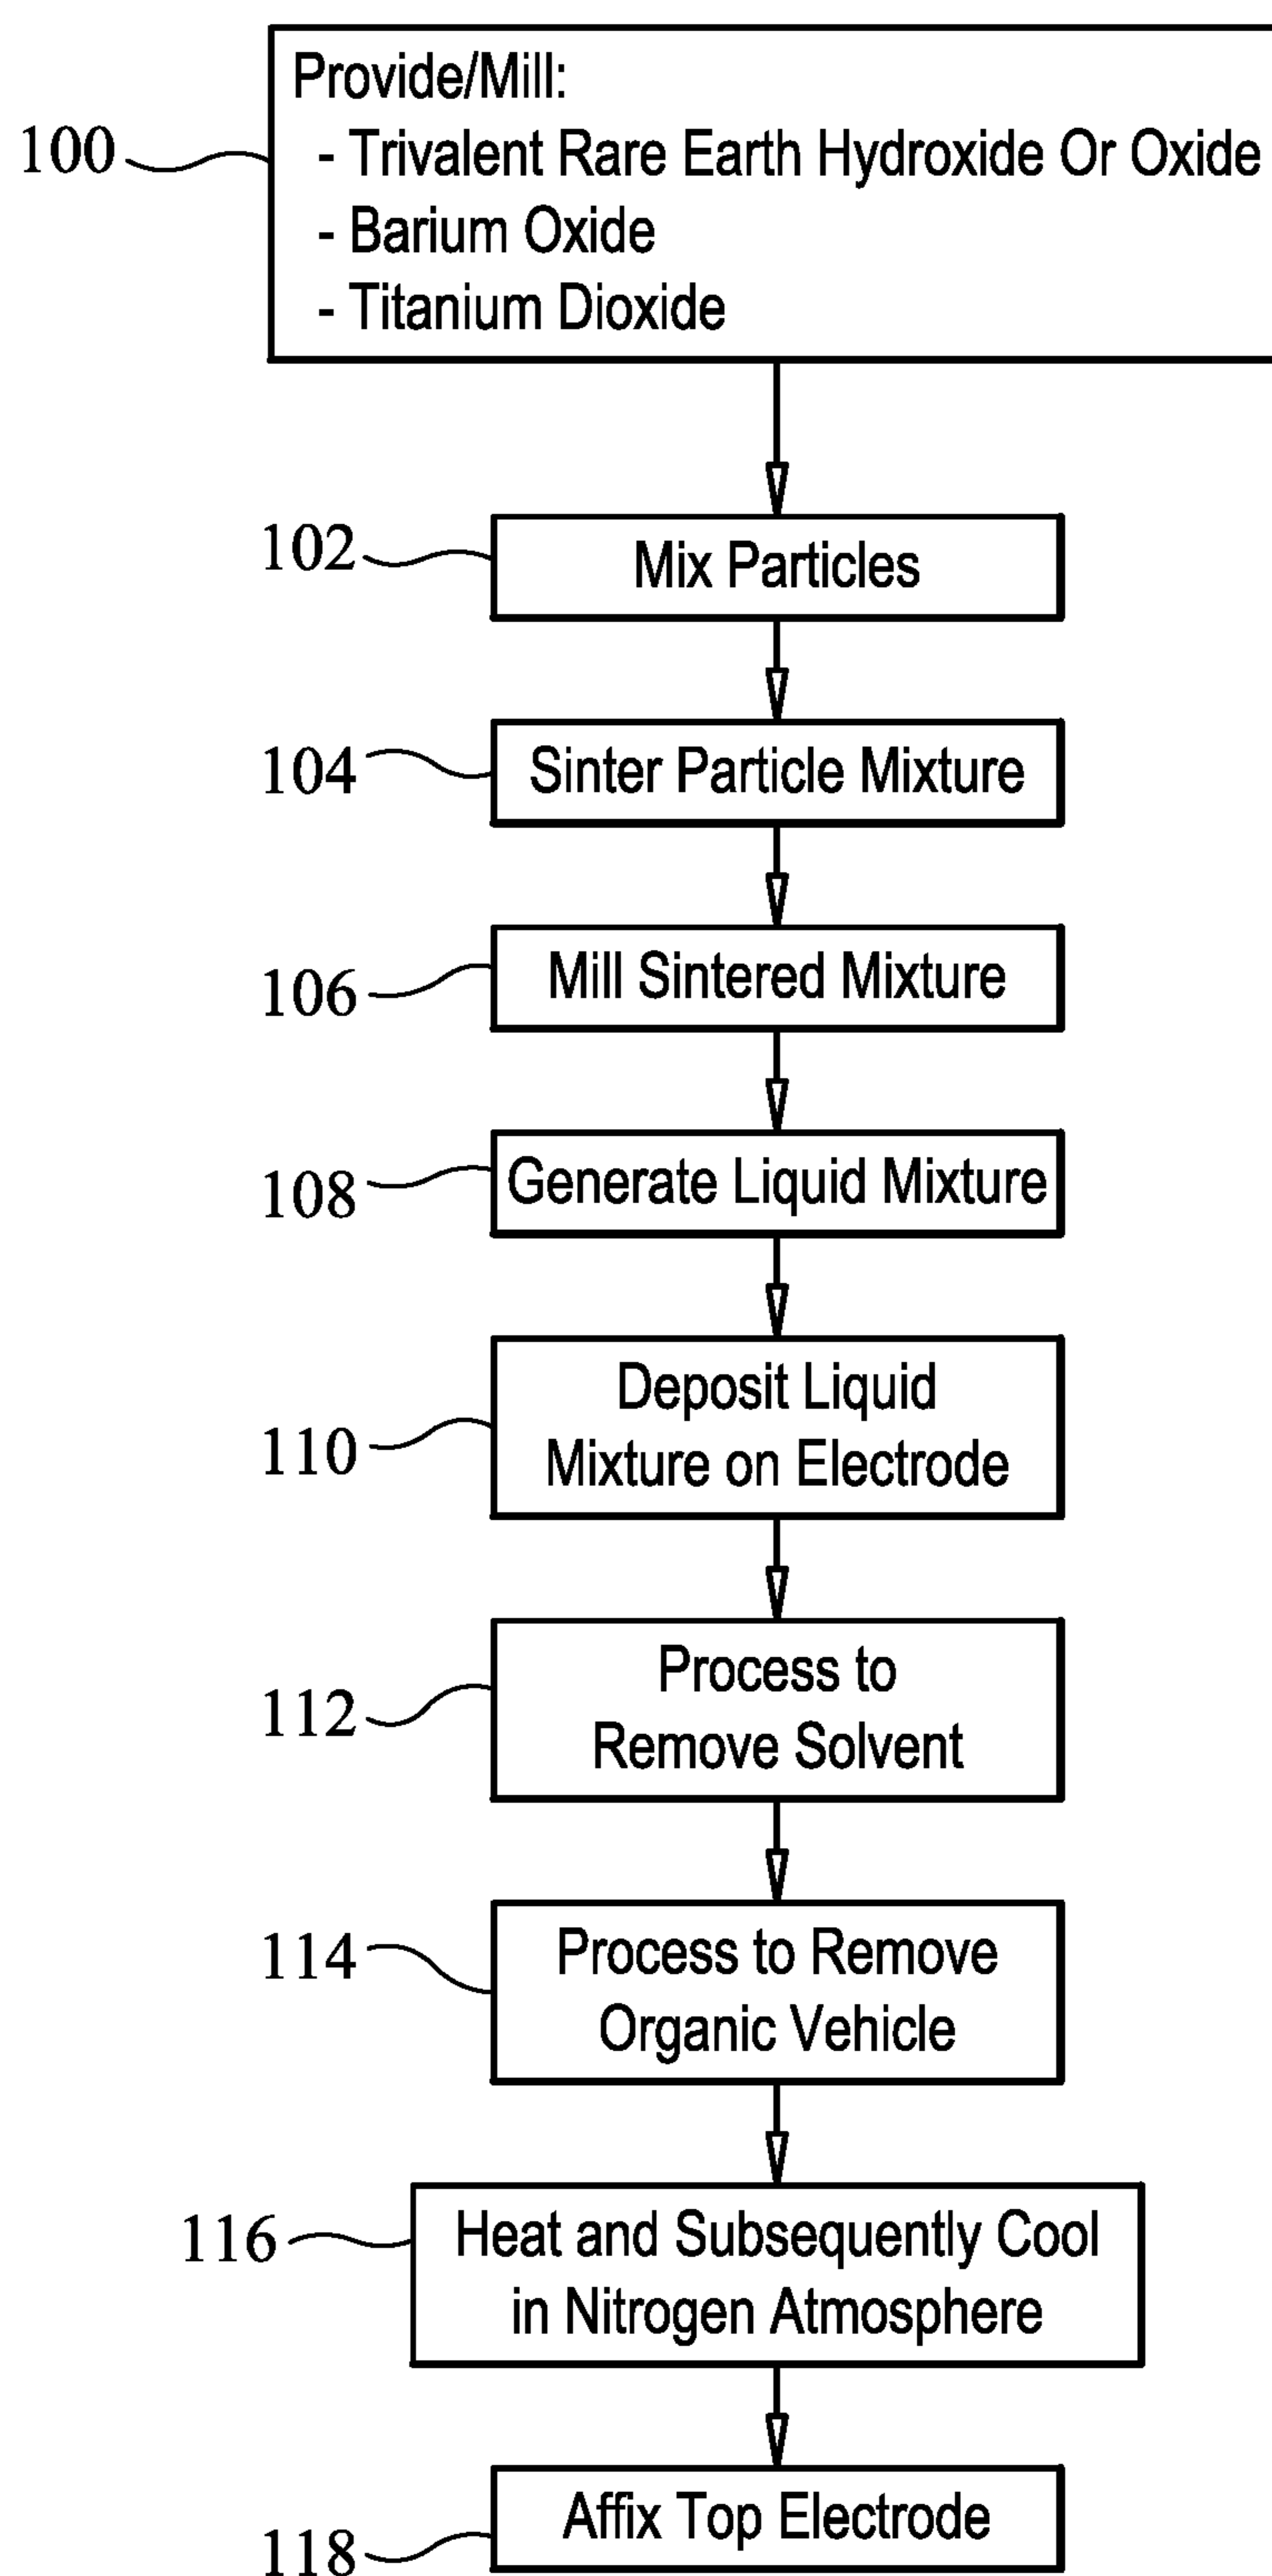 Provide/Mill:
100
- Trivalent Rare Earth Hydroxide Or Oxide
- Barium Oxide
- Titanium Dioxide
102
Mix Particles
104
Sinter Particle Mixture
106
Mill Sintered Mixture
108
Generate Liquid Mixture
110
Deposit Liquid
Mixture on Electrode
112
Process to
Remove Solvent
114
Process to Remove
Organic Vehicle
116
Heat and Subsequently Cool
in Nitrogen Atmosphere
118
Affix Top Electrode